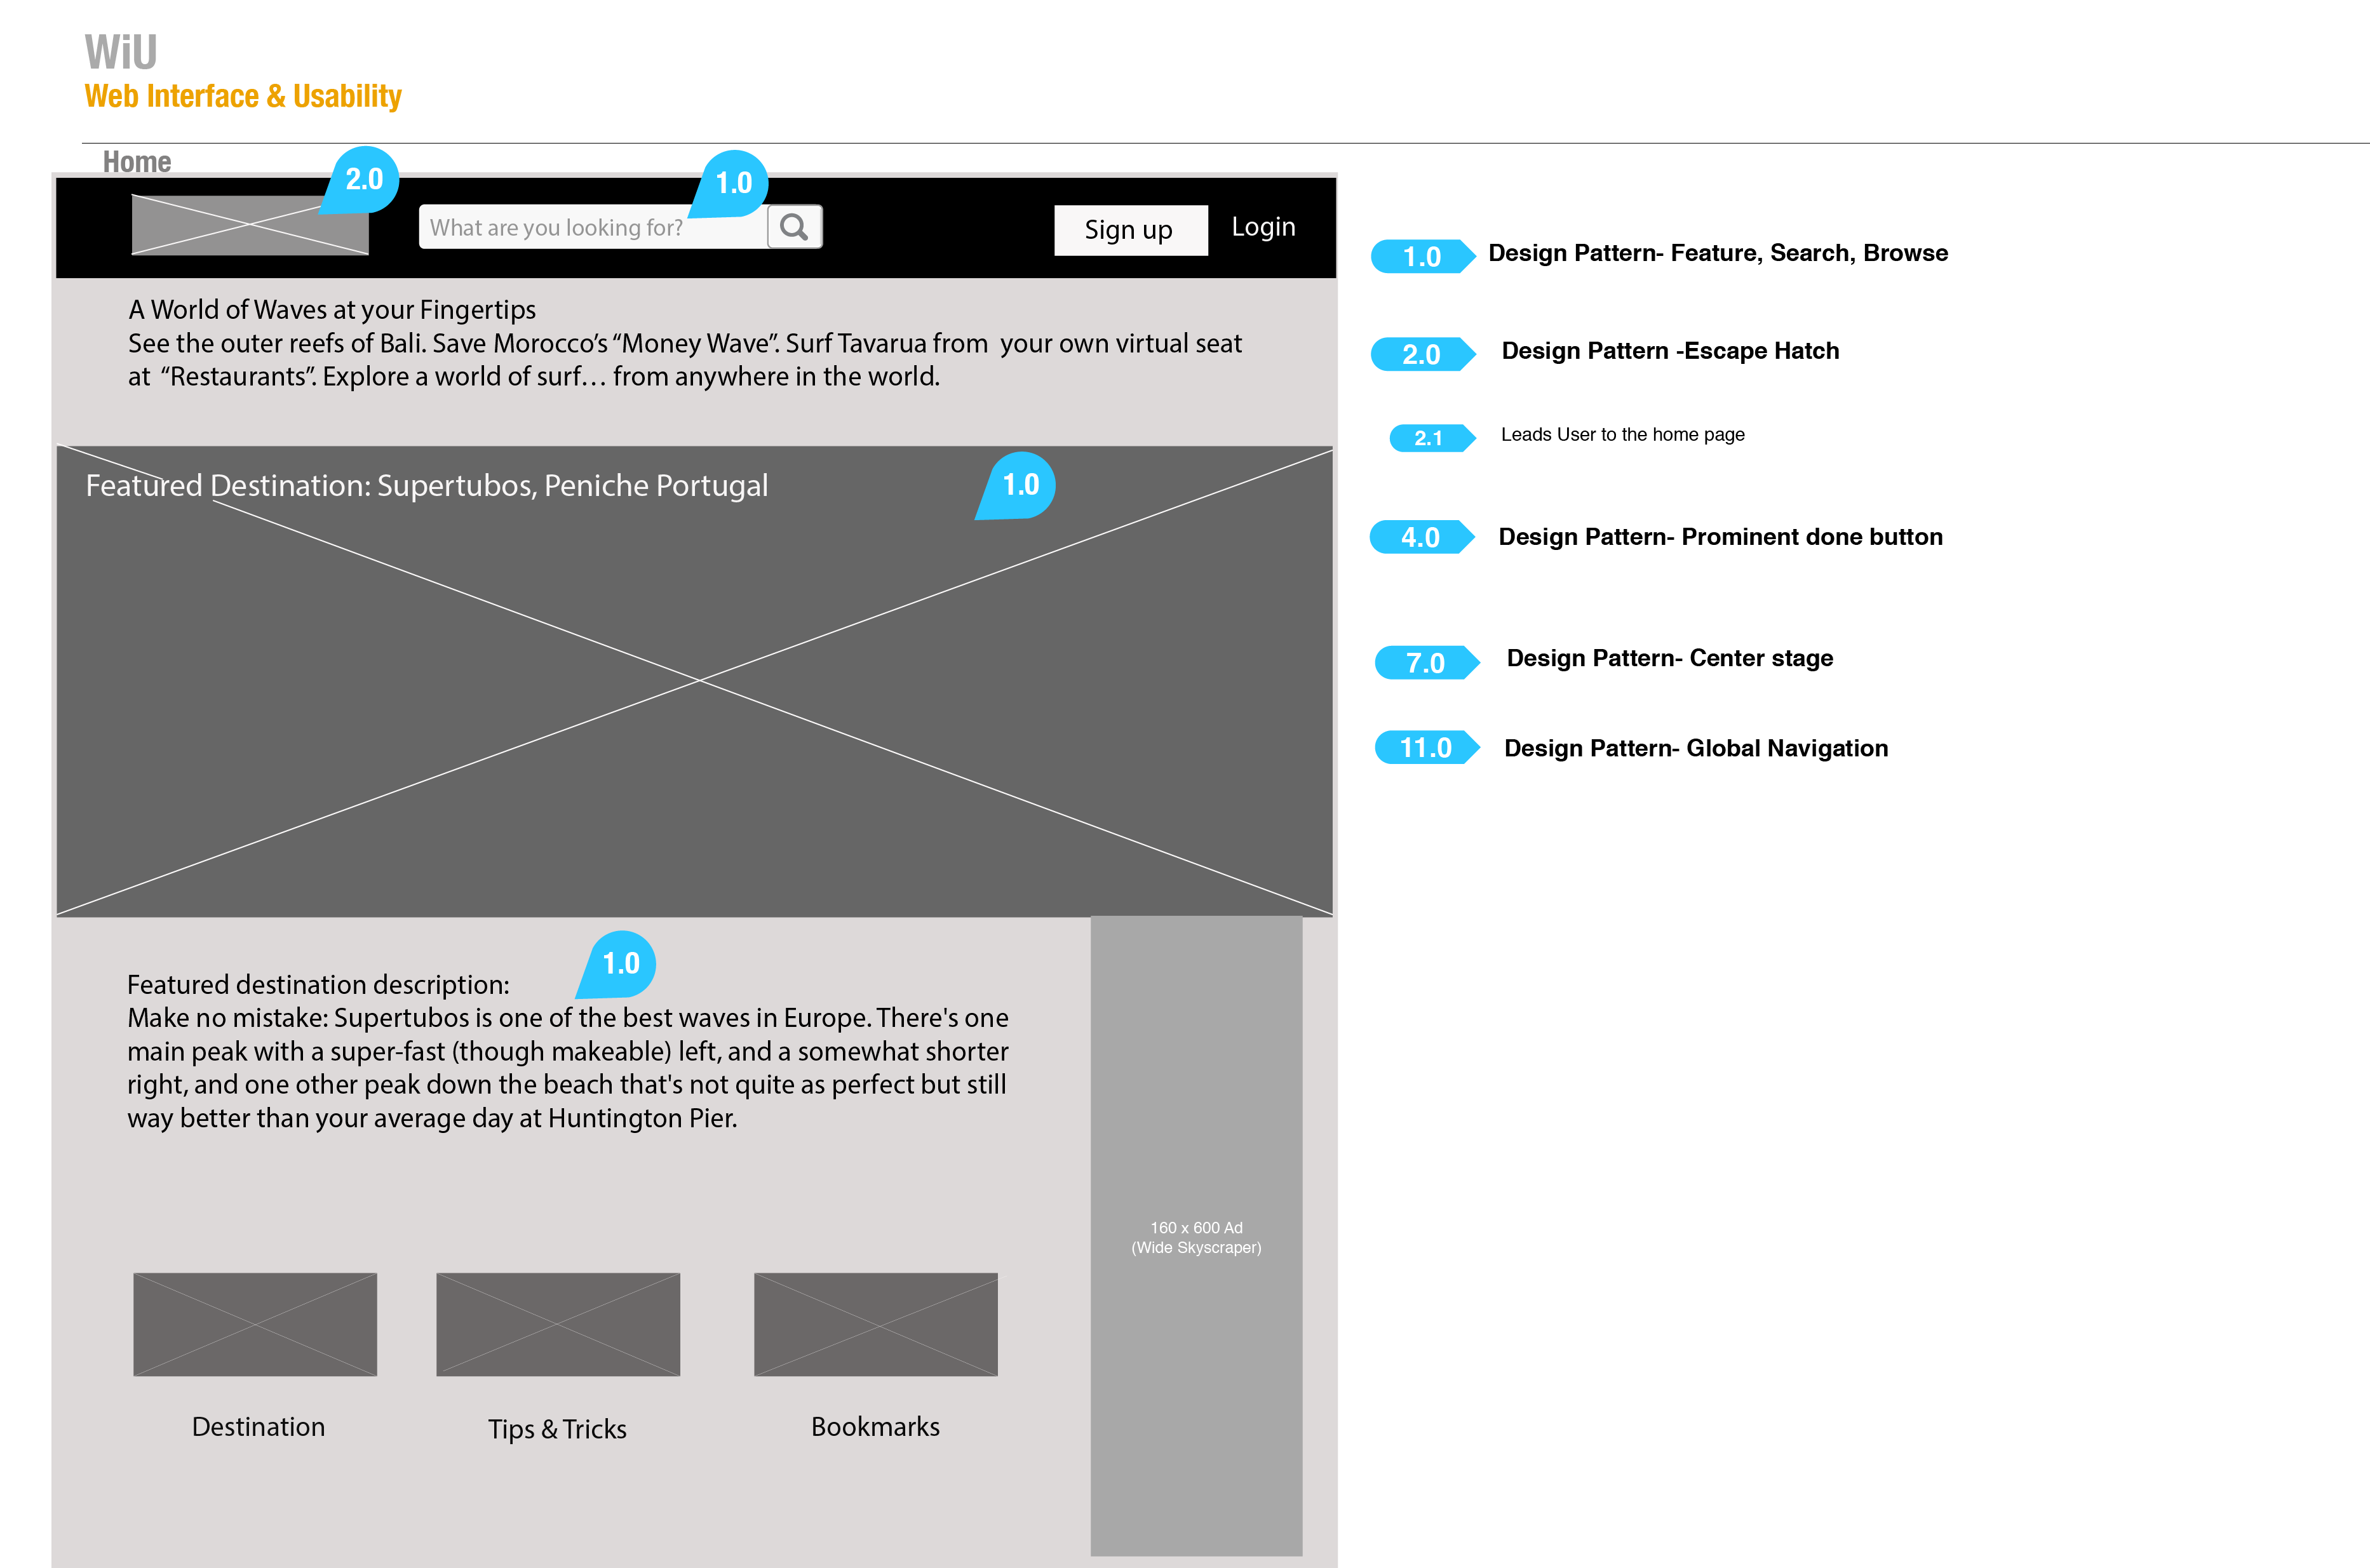 WiU
Web Interface & Usability
Home
2.0
1.0
What are you looking for?
Sign up
Login
A World of Waves at your Fingertips
See the outer reefs of Bali. Save Morocco’s “Money Wave”. Surf Tavarua from  your own virtual seat
at  “Restaurants”. Explore a world of surf… from anywhere in the world.
Featured Destination: Supertubos, Peniche Portugal
1.0
1.0
Featured destination description:
Make no mistake: Supertubos is one of the best waves in Europe. There's one
main peak with a super-fast (though makeable) left, and a somewhat shorter
right, and one other peak down the beach that's not quite as perfect but still
way better than your average day at Huntington Pier.
160 x 600 Ad
(Wide Skyscraper)
Destination
Tips & Tricks
Bookmarks
1.0 Design Pattern- Feature, Search, Browse
2.0 Design Pattern -Escape Hatch
2.1 Leads User to the home page
4.0 Design Pattern- Prominent done button
7.0 Design Pattern- Center stage
11.0 Design Pattern- Global Navigation